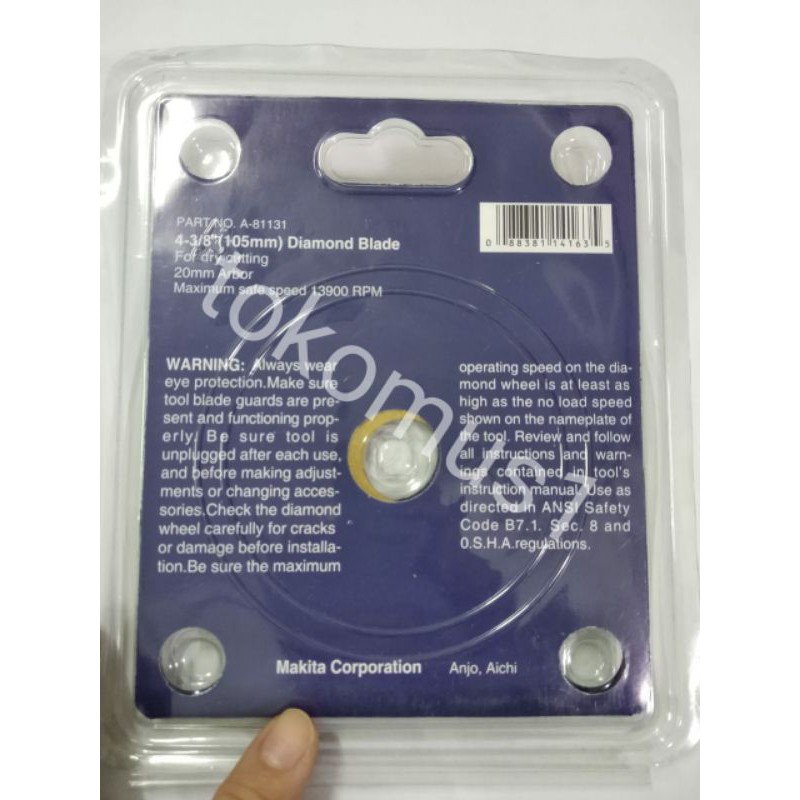 PART NO. A-81131
4-3/8"(105mm) Diamond Blade
For dry cutting
20mm Arbor
Maximum safe speed 13900 RPM
0 88381 14163 5
WARNING: Always wear
eye protection.Make sure
tool blade guards are pre-
sent and functioning prop-
erly. Be sure tool is
unplugged after each use,
and before making adjust-
ments or changing acces-
sories.Check the diamond
wheel carefully for cracks
or damage before installa-
tion.Be sure the maximum
operating speed on the dia-
mond wheel is at least as
high as the no load speed
shown on the nameplate of
the tool. Review and follow
all instructions and warn-
ings contained in tool's
instruction manual. Use as
directed in ANSI Safety
Code B7.1. Sec. 8 and
O.S.H.A.regulations.
Makita Corporation Anjo, Aichi